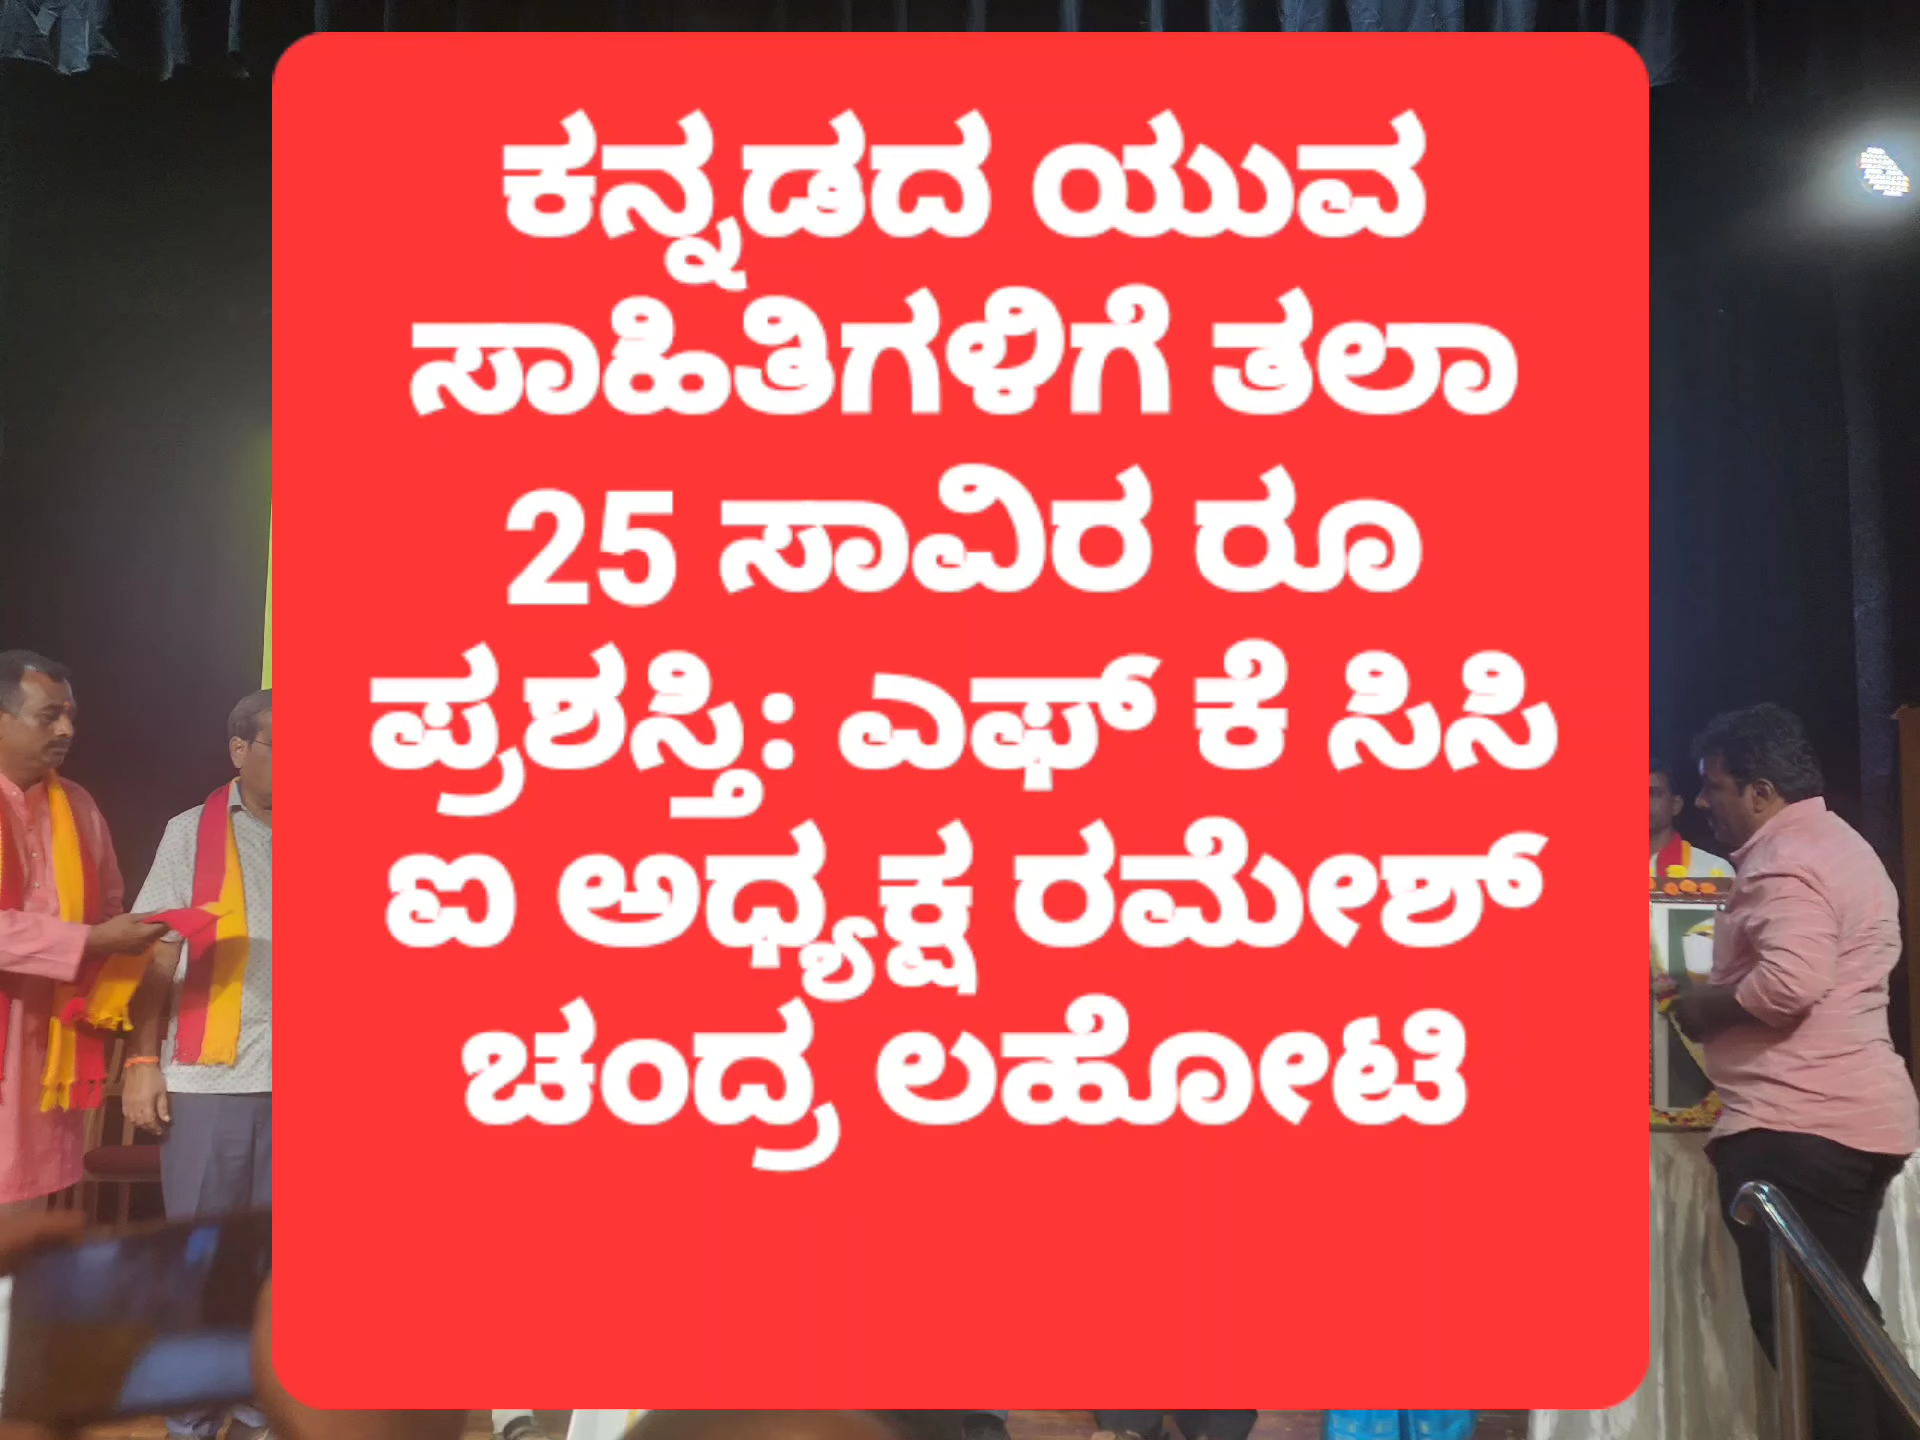 ಕನ್ನಡದ ಯುವ
ಸಾಹಿತಿಗಳಿಗೆ ತಲಾ
25 ಸಾವಿರ ರೂ
ಪ್ರಶಸ್ತಿ: ಎಫ್ ಕೆ ಸಿಸಿ
ಐ ಅಧ್ಯಕ್ಷ ರಮೇಶ್
ಚಂದ್ರ ಲಹೋಟಿ